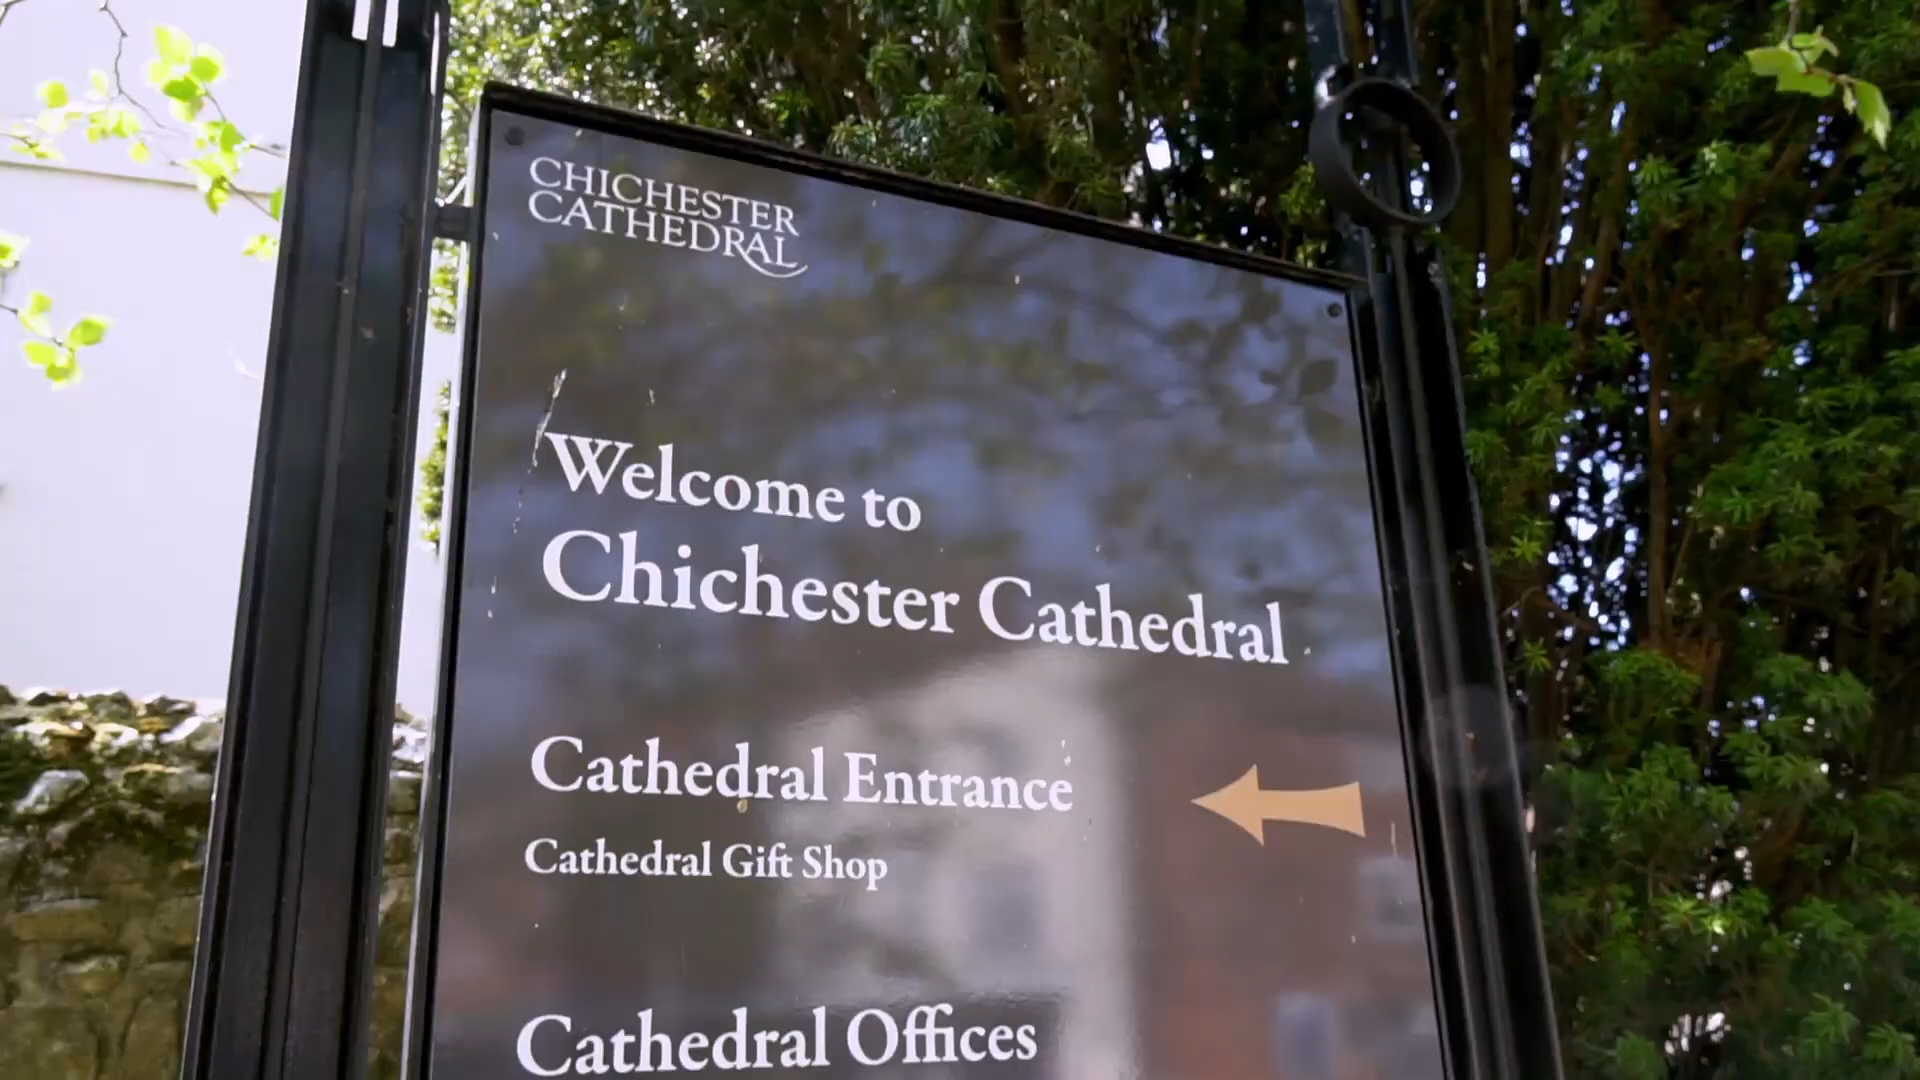 CHICHESTER
CATHEDRAL
Welcome to
Chichester Cathedral
Cathedral Entrance
Cathedral Gift Shop
Cathedral Offices